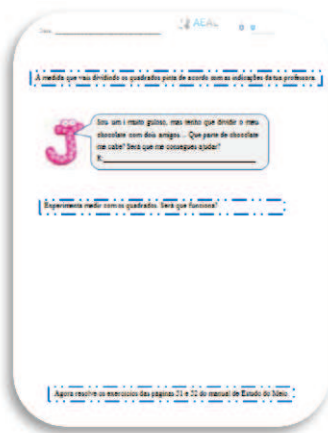 AEAL
À medida que vais dividindo os quadrados pinta de acordo com as indicações da tua professora.
Sou um i muito guloso, mas tenho que dividir o meu
chocolate com dois amigos... Que parte de chocolate
me cabe? Será que me consegues ajudar?
R:
Experimenta medir com os quadrados. Será que funciona?
Agora resolve os exercícios das páginas 51 e 52 do manual de Estudo do Meio.